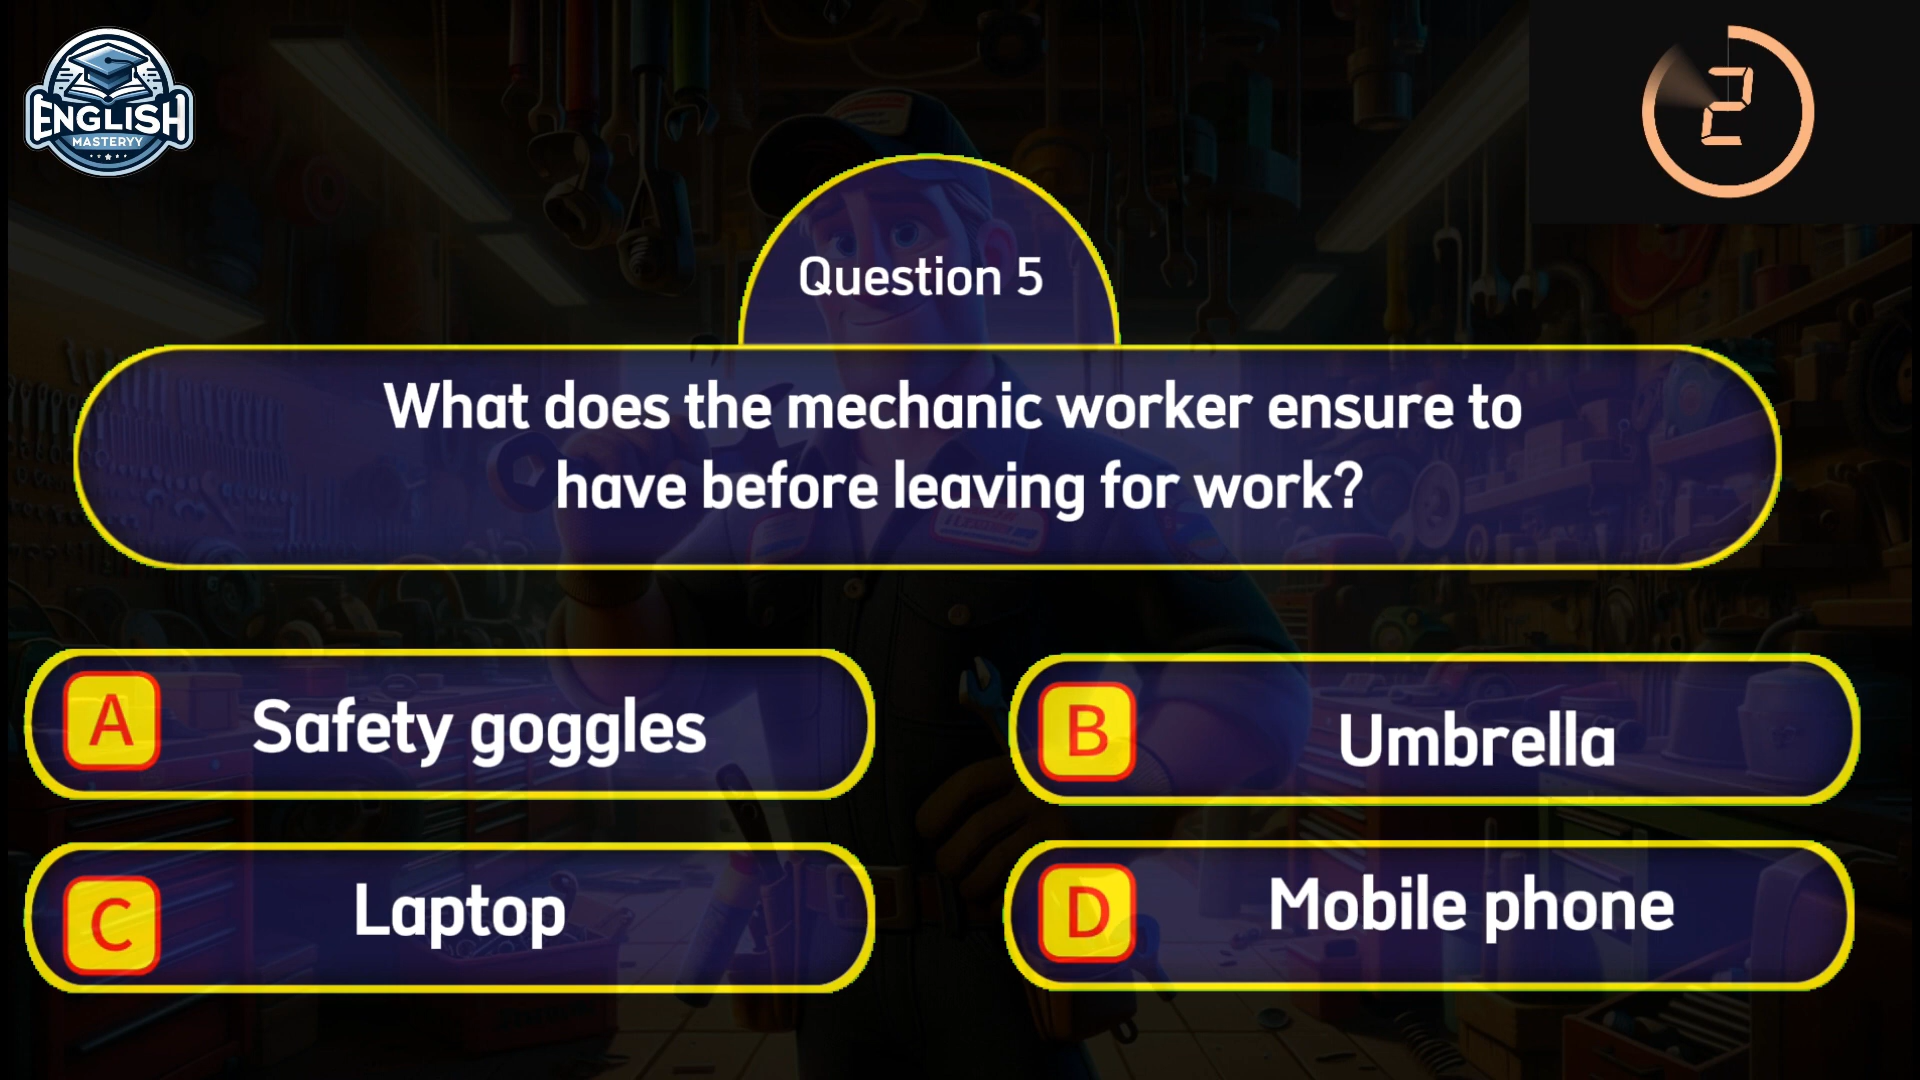 ENGLISH
MASTERYY
2
Question 5
What does the mechanic worker ensure to
have before leaving for work?
A Safety goggles
B Umbrella
C Laptop
D Mobile phone